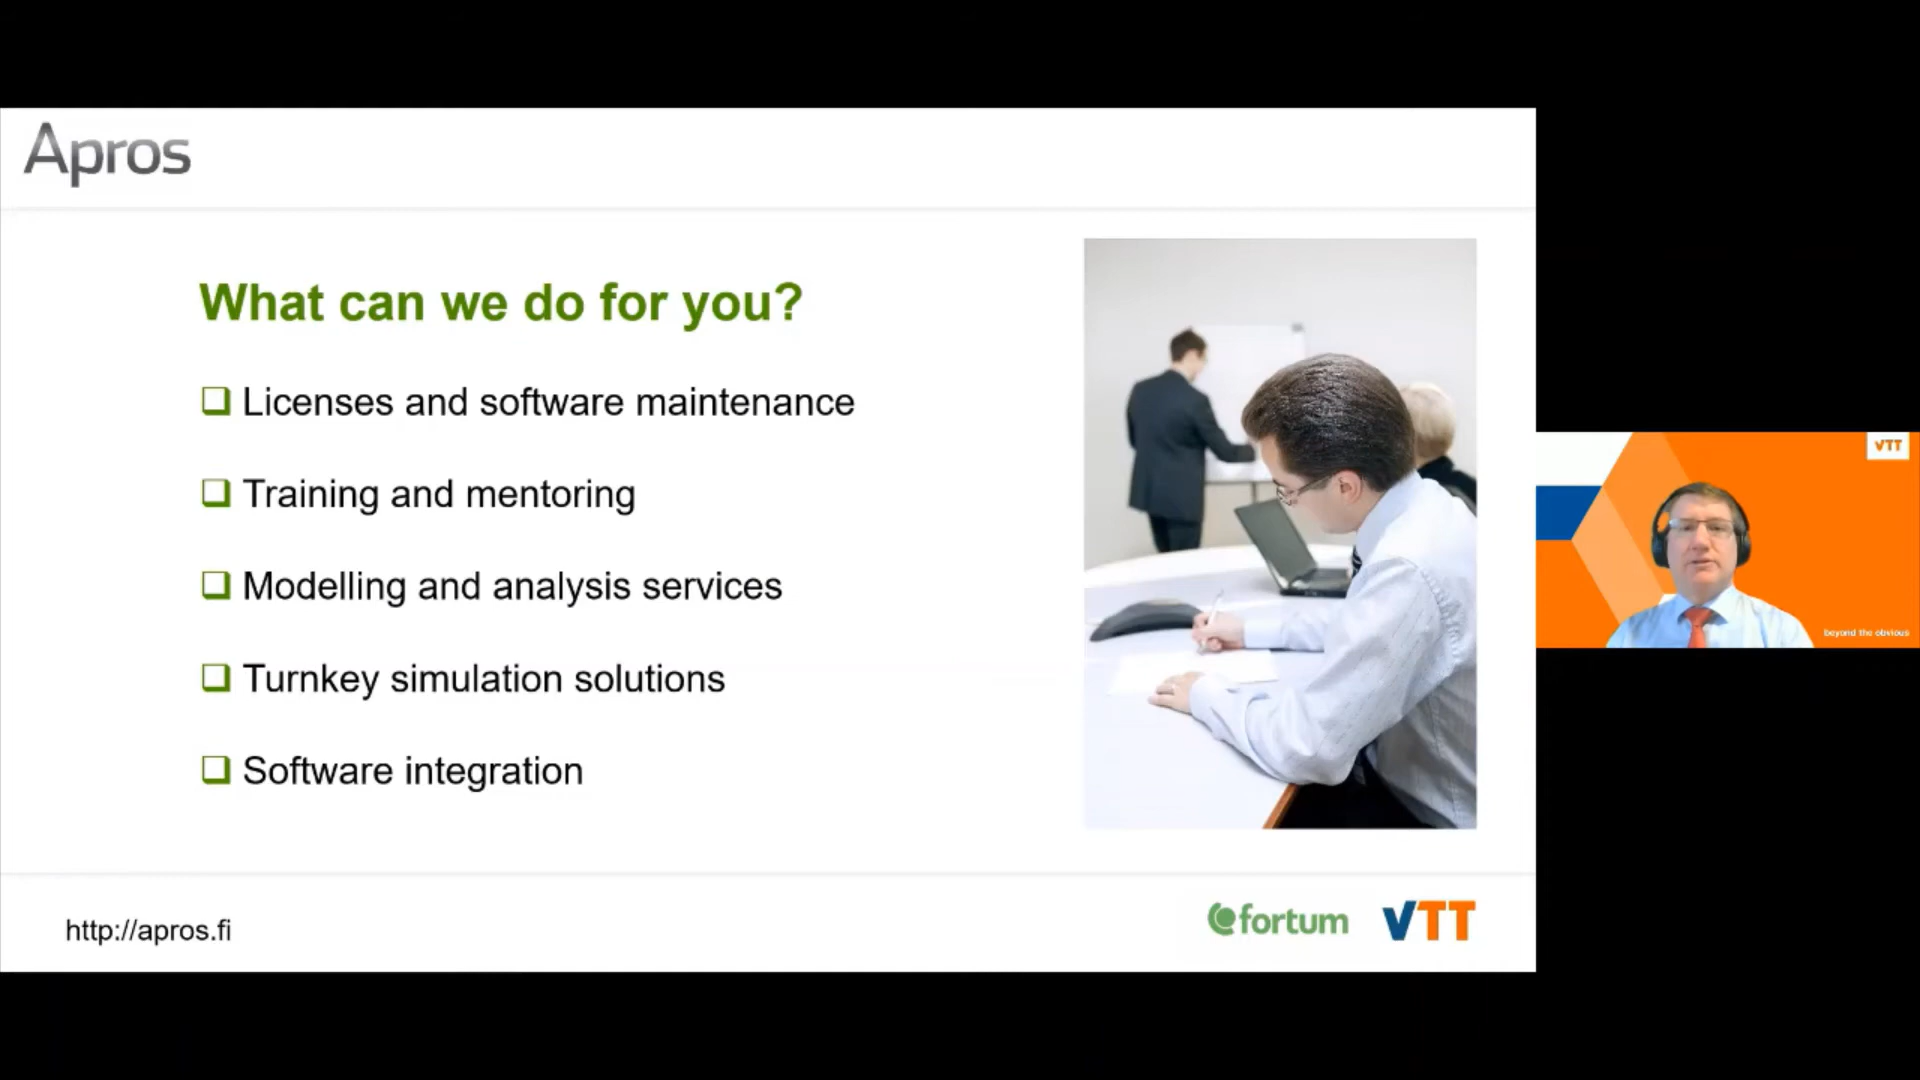 Apros
What can we do for you?
Licenses and software maintenance
Training and mentoring
Modelling and analysis services
Turnkey simulation solutions
Software integration
http://apros.fi
fortum
VTT
VTT
beyond the obvious